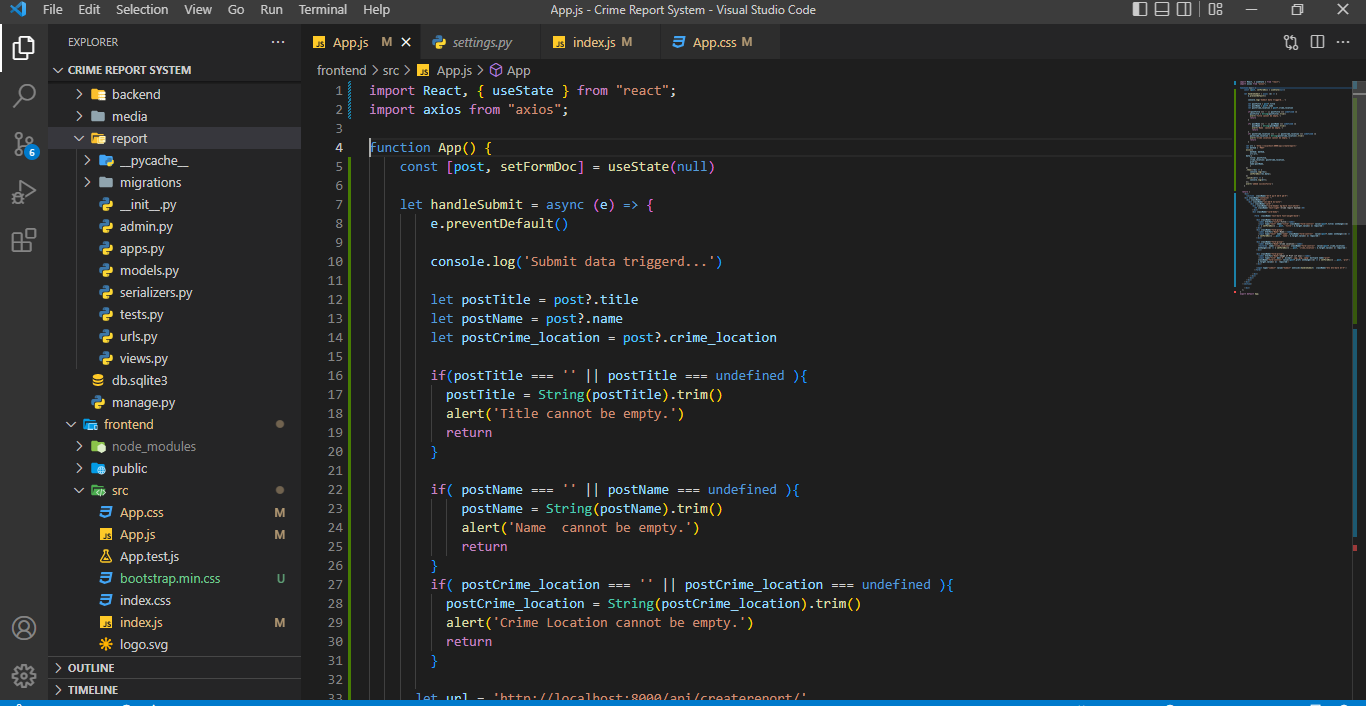 File Edit Selection View Go Run Terminal Help App.js - Crime Report System - Visual Studio Code
EXPLORER
CRIME REPORT SYSTEM
backend
media
report
__pycache__
migrations
__init__.py
admin.py
apps.py
models.py
serializers.py
tests.py
urls.py
views.py
db.sqlite3
manage.py
frontend
node_modules
public
src
App.css M
App.js M
App.test.js
bootstrap.min.css U
index.css
index.js M
logo.svg
OUTLINE
TIMELINE
6
JS App.js M settings.py JS index.js M App.css M
frontend > src > JS App.js > App
1 import React, { useState } from "react";
2 import axios from "axios";
3
4 function App() {
5 const [post, setFormDoc] = useState(null)
6
7 let handleSubmit = async (e) => {
8 e.preventDefault()
9
10 console.log('Submit data triggerd...')
11
12 let postTitle = post?.title
13 let postName = post?.name
14 let postCrime_location = post?.crime_location
15
16 if(postTitle === '' || postTitle === undefined ){
17 postTitle = String(postTitle).trim()
18 alert('Title cannot be empty.')
19 return
20 }
21
22 if( postName === '' || postName === undefined ){
23 postName = String(postName).trim()
24 alert('Name  cannot be empty.')
25 return
26 }
27 if( postCrime_location === '' || postCrime_location === undefined ){
28 postCrime_location = String(postCrime_location).trim()
29 alert('Crime Location cannot be empty.')
30 return
31 }
32
33 let url = 'http://localhost:8000/api/createreport/'